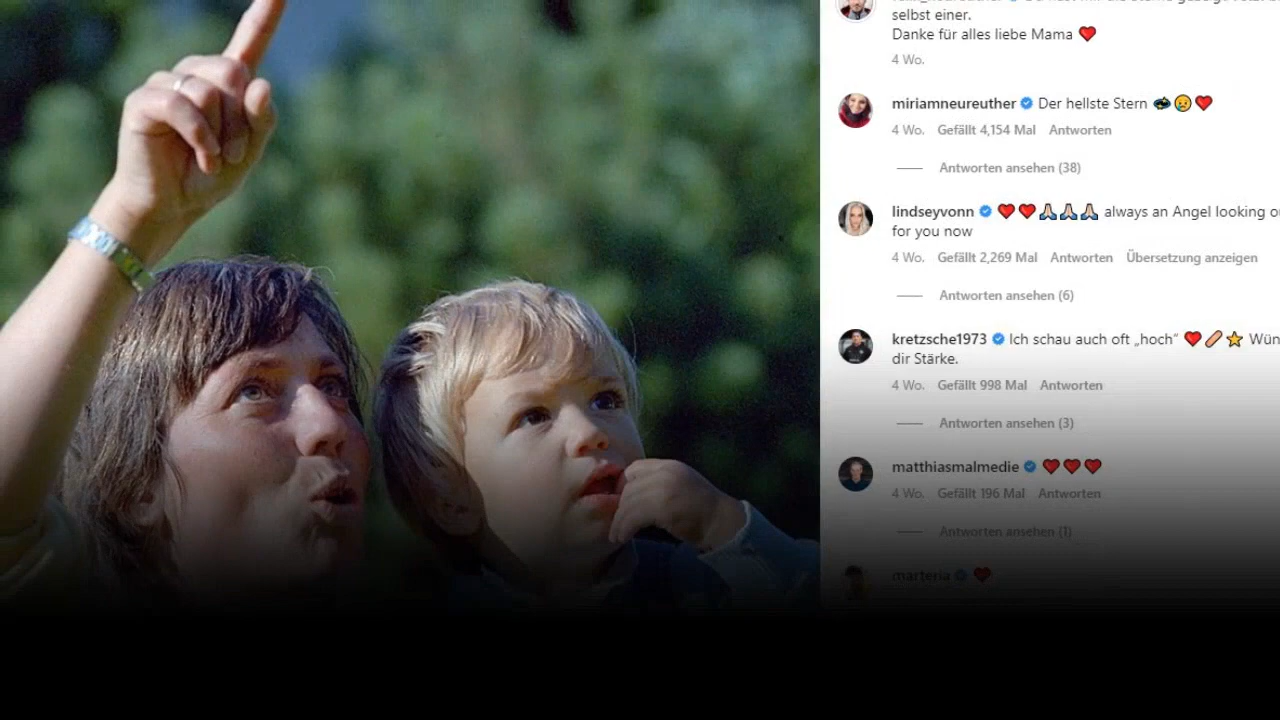 selbst einer.
Danke für alles liebe Mama ❤️
4 Wo.
miriamneureuther Der hellste Stern 💫😢❤️
4 Wo. Gefällt 4,154 Mal Antworten
Antworten ansehen (38)
lindseyvonn ❤️❤️🙏🏻🙏🏻🙏🏻 always an Angel looking
for you now
4 Wo. Gefällt 2,269 Mal Antworten Übersetzung anzeigen
Antworten ansehen (6)
kretzsche1973 Ich schau auch oft „hoch“ ❤️🩹⭐
dir Stärke.
4 Wo. Gefällt 998 Mal Antworten
Antworten ansehen (3)
matthiasmalmedie ❤️❤️❤️
4 Wo. Gefällt 196 Mal Antworten
Antworten ansehen (1)
marteria ❤️